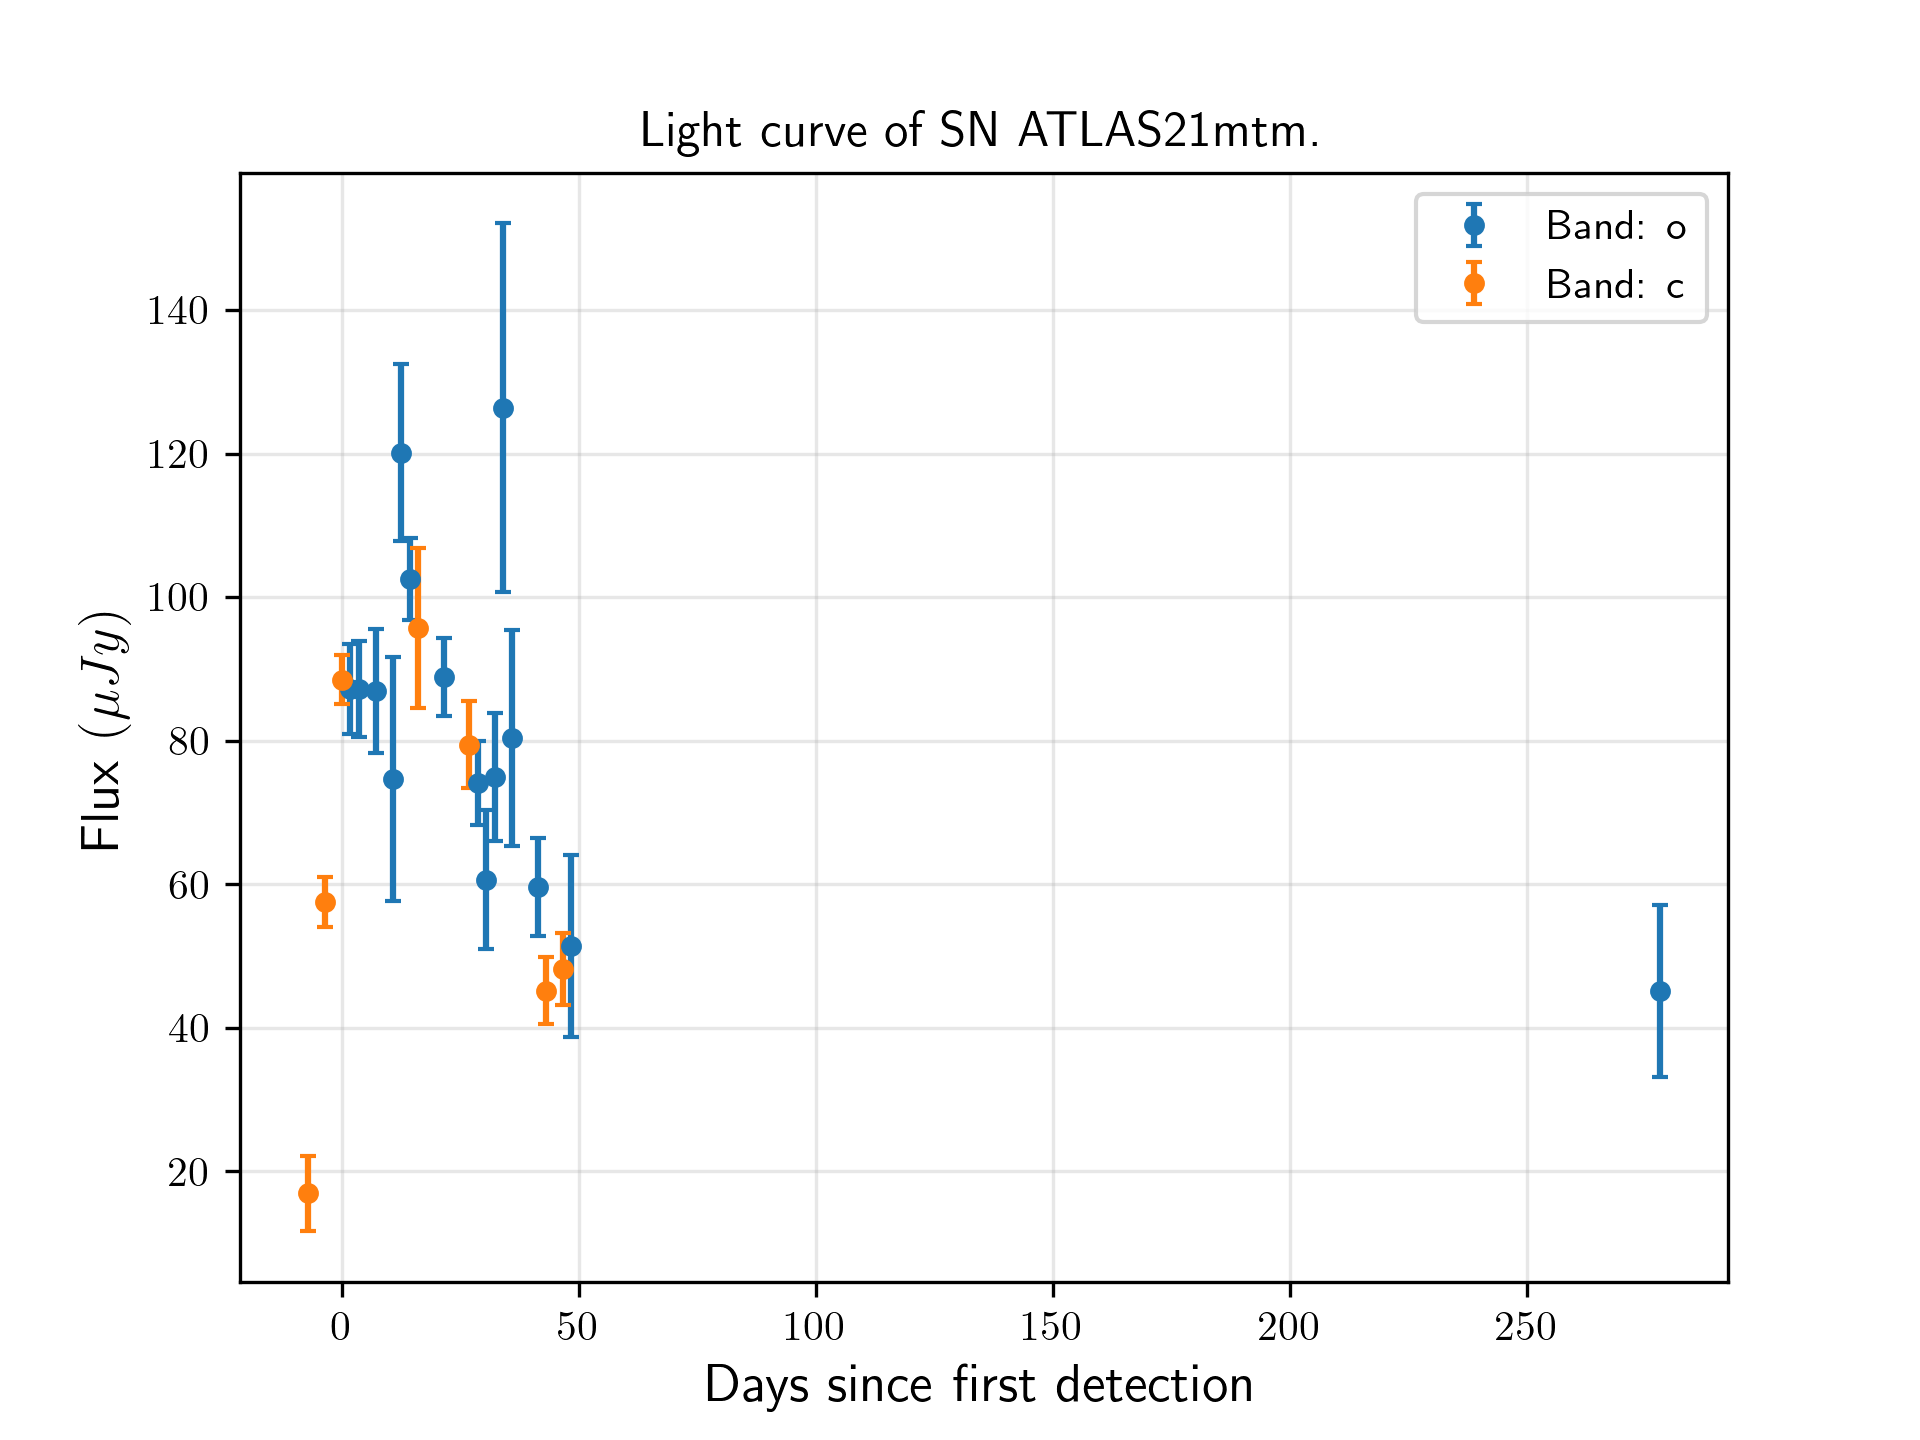 Light curve of SN ATLAS21mtm.
Band: o
Band: c
140
120
100
80
60
40
20
Flux (μJy)
0 50 100 150 200 250
Days since first detection